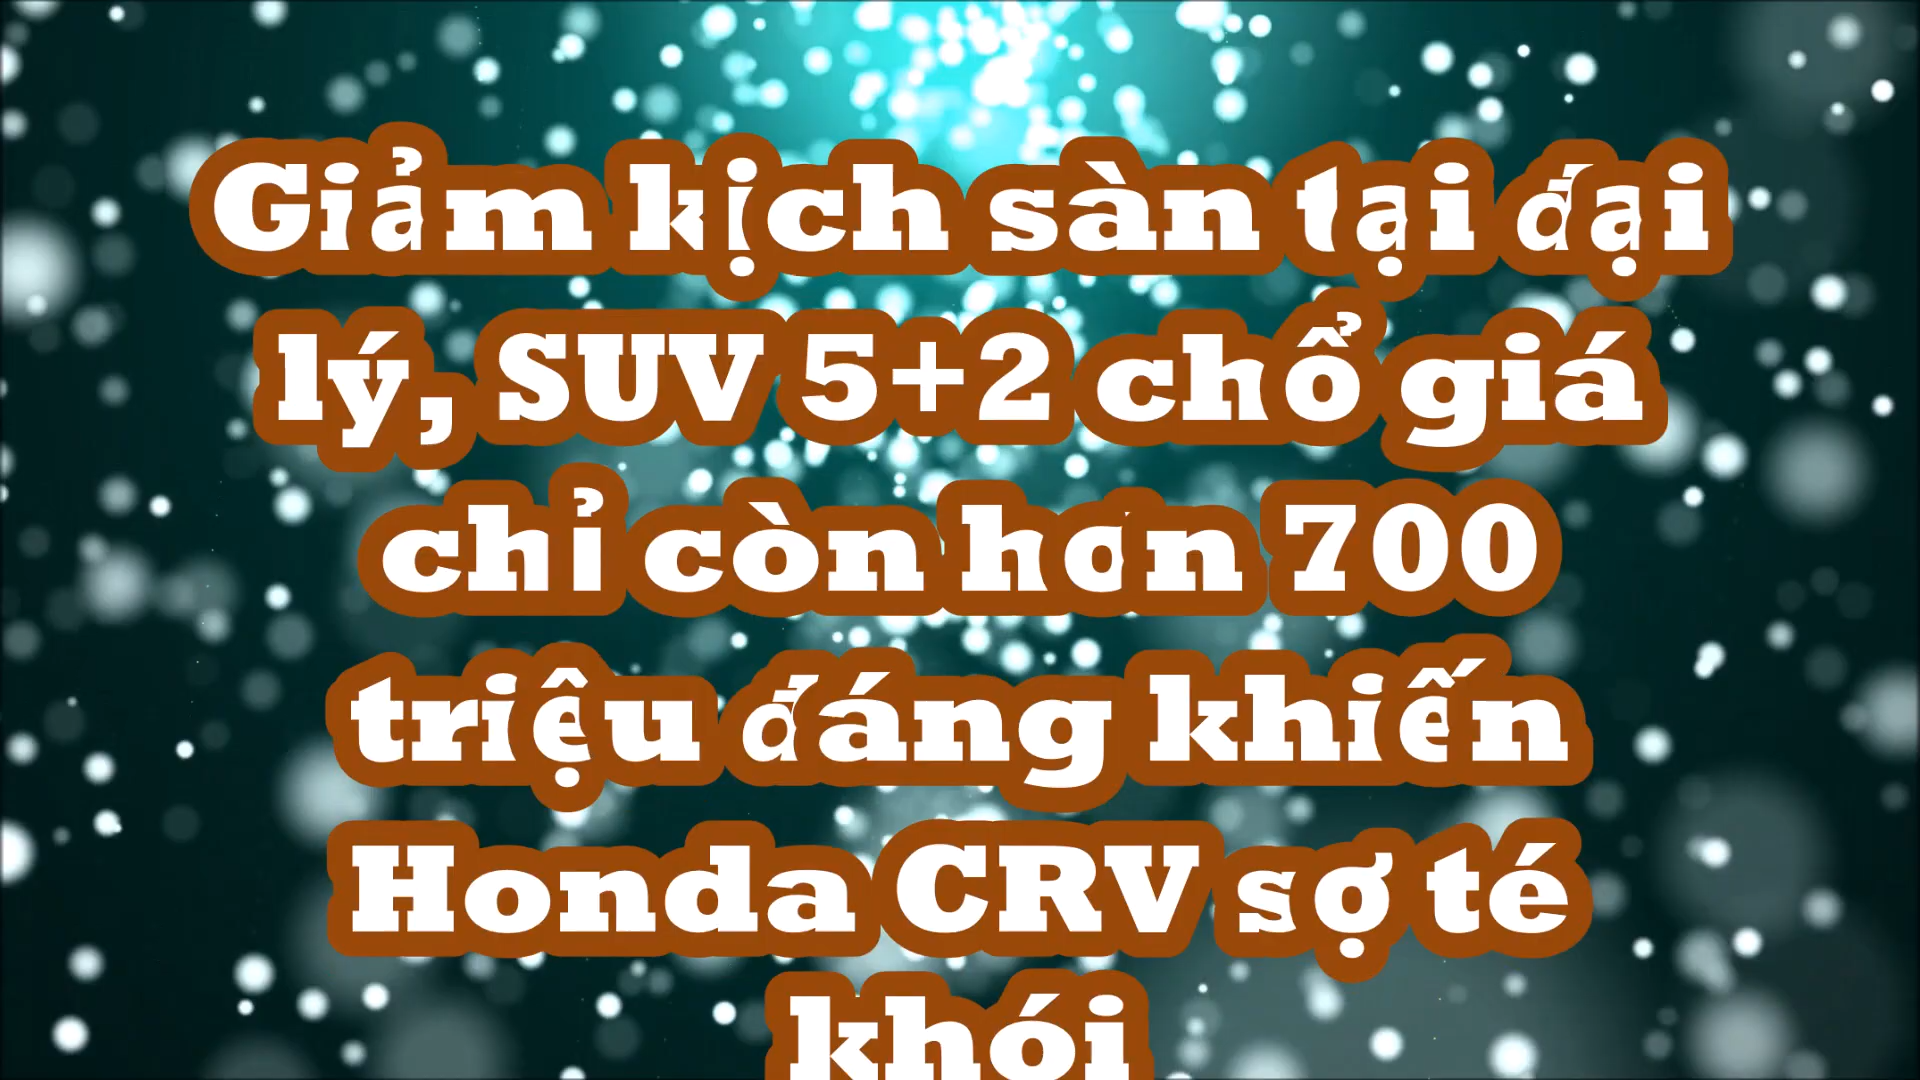 Giảm kịch sàn tại đại
lý, SUV 5+2 chổ giá
chỉ còn hơn 700
triệu đáng khiến
Honda CRV sợ té
khói